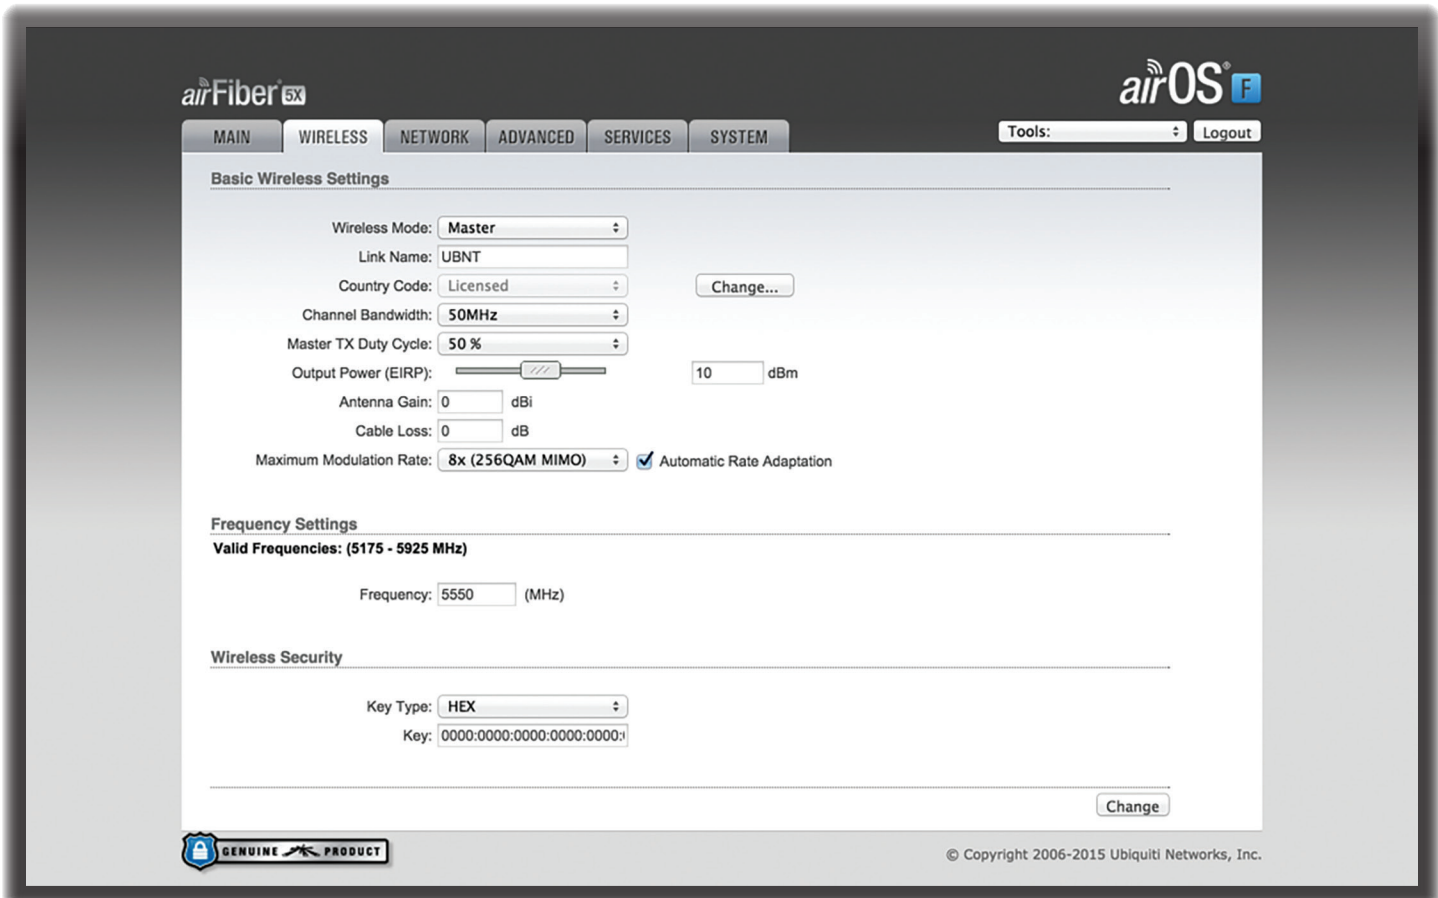 airFiber® 5X
airOS® F
MAIN WIRELESS NETWORK ADVANCED SERVICES SYSTEM
Tools: Logout
Basic Wireless Settings
Wireless Mode: Master
Link Name: UBNT
Country Code: Licensed Change...
Channel Bandwidth: 50MHz
Master TX Duty Cycle: 50 %
Output Power (EIRP): 10 dBm
Antenna Gain: 0 dBi
Cable Loss: 0 dB
Maximum Modulation Rate: 8x (256QAM MIMO) Automatic Rate Adaptation
Frequency Settings
Valid Frequencies: (5175 - 5925 MHz)
Frequency: 5550 (MHz)
Wireless Security
Key Type: HEX
Key: 0000:0000:0000:0000:0000:
Change
GENUINE PRODUCT
© Copyright 2006-2015 Ubiquiti Networks, Inc.